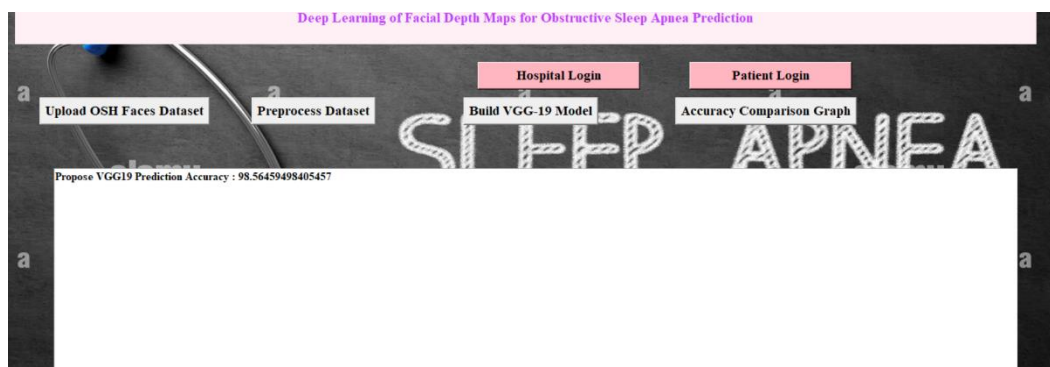 Deep Learning of Facial Depth Maps for Obstructive Sleep Apnea Prediction
Hospital Login
Patient Login
Upload OSH Faces Dataset
Preprocess Dataset
Build VGG-19 Model
Accuracy Comparison Graph
SLEEP APNEA
alamy
Propose VGG19 Prediction Accuracy : 98.56459498405457
a
a
a
a
a
a